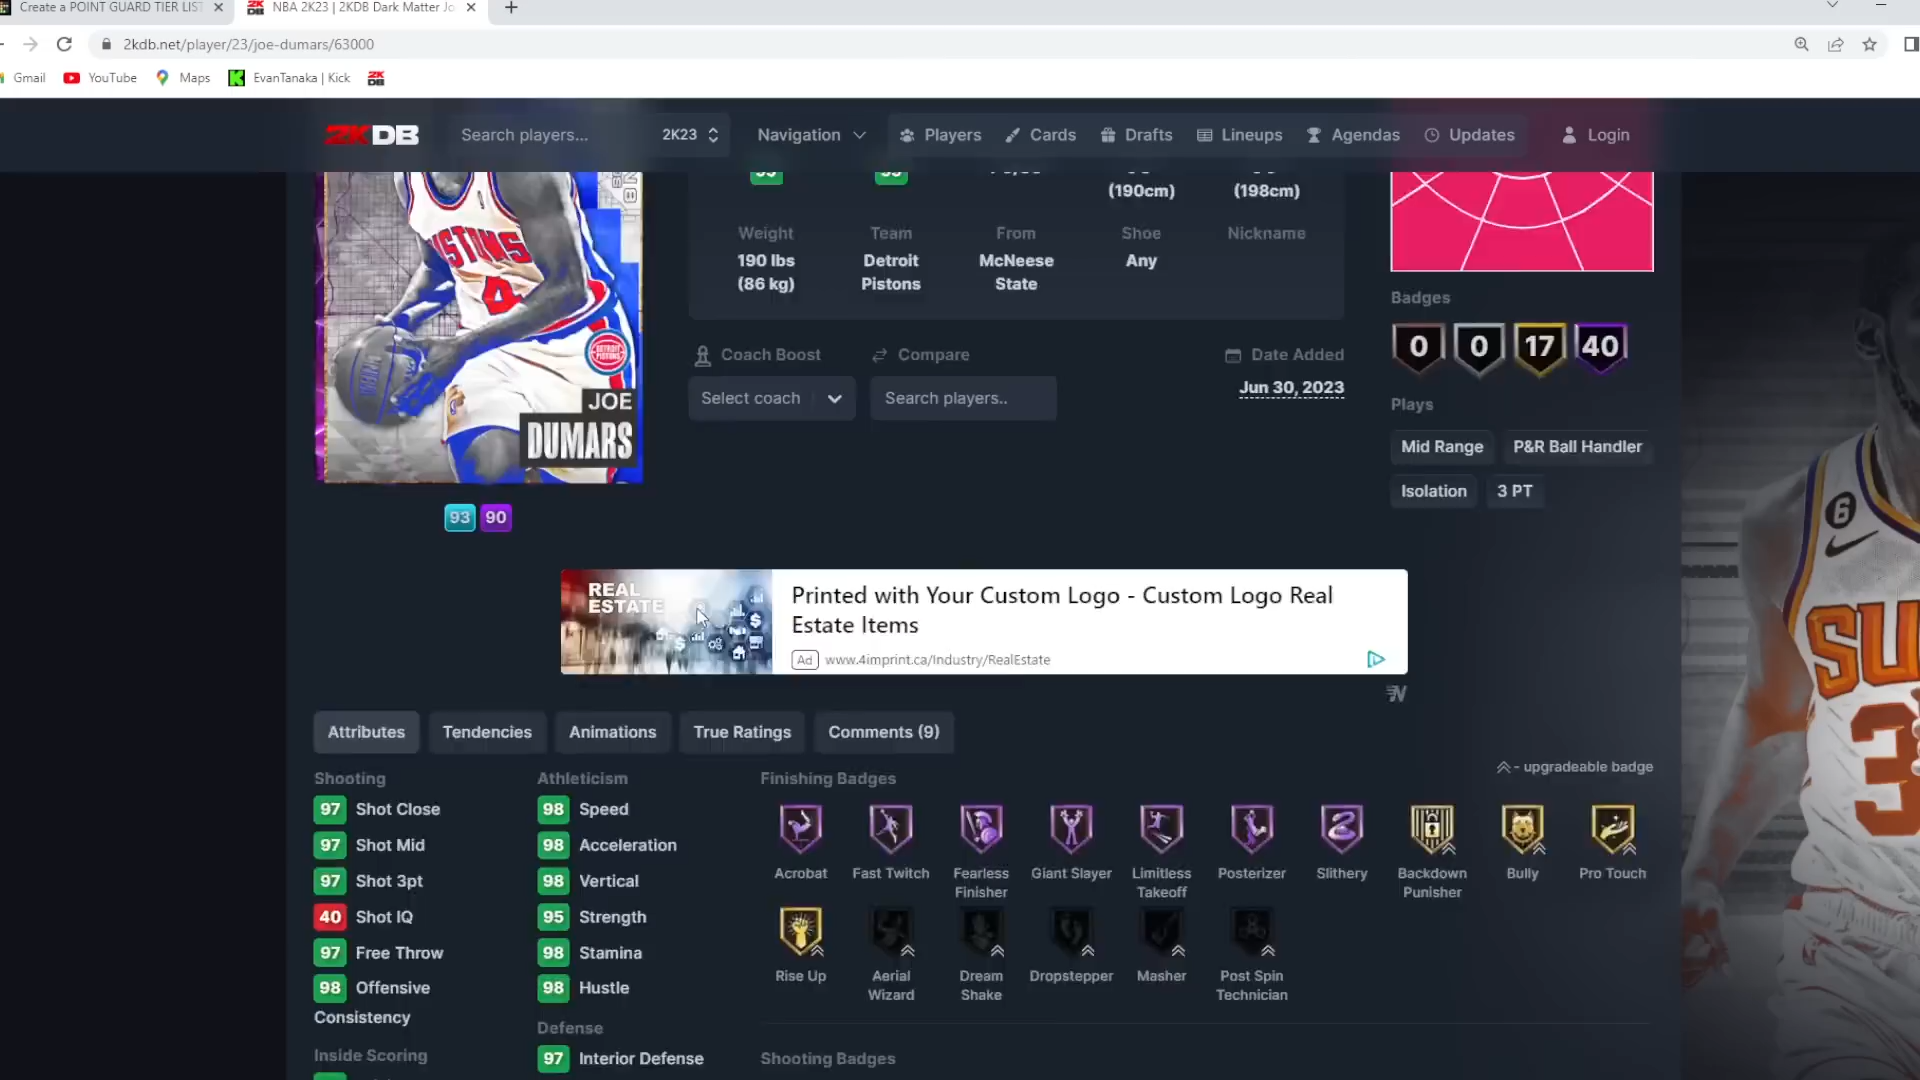 Create a POINT GUARD TIER LIST
NBA 2K23 | 2KDB Dark Matter Jo
2kdb.net/player/23/joe-dumars/63000
Gmail
YouTube
Maps
EvanTanaka | Kick
2K
DB
2KDB
Search players...
2K23
Navigation
Players
Cards
Drafts
Lineups
Agendas
Updates
Login
(190cm)
(198cm)
Weight
Team
From
Shoe
Nickname
190 lbs
(86 kg)
Detroit
Pistons
McNeese
State
Any
Coach Boost
Compare
Date Added
Select coach
Search players..
Jun 30, 2023
ISTONS
4
JOE
DUMARS
93
90
Badges
0
0
17
40
Plays
Mid Range
P&R Ball Handler
Isolation
3 PT
REAL
ESTATE
Printed with Your Custom Logo - Custom Logo Real
Estate Items
Ad
www.4imprint.ca/Industry/RealEstate
Attributes
Tendencies
Animations
True Ratings
Comments (9)
- upgradeable badge
Shooting
97 Shot Close
97 Shot Mid
97 Shot 3pt
40 Shot IQ
97 Free Throw
98 Offensive
Consistency
Inside Scoring
Athleticism
98 Speed
98 Acceleration
98 Vertical
95 Strength
98 Stamina
98 Hustle
Defense
97 Interior Defense
Finishing Badges
Acrobat
Fast Twitch
Fearless
Finisher
Giant Slayer
Limitless
Takeoff
Posterizer
Slithery
Backdown
Punisher
Bully
Pro Touch
Rise Up
Aerial
Wizard
Dream
Shake
Dropstepper
Masher
Post Spin
Technician
Shooting Badges
6
SU
3